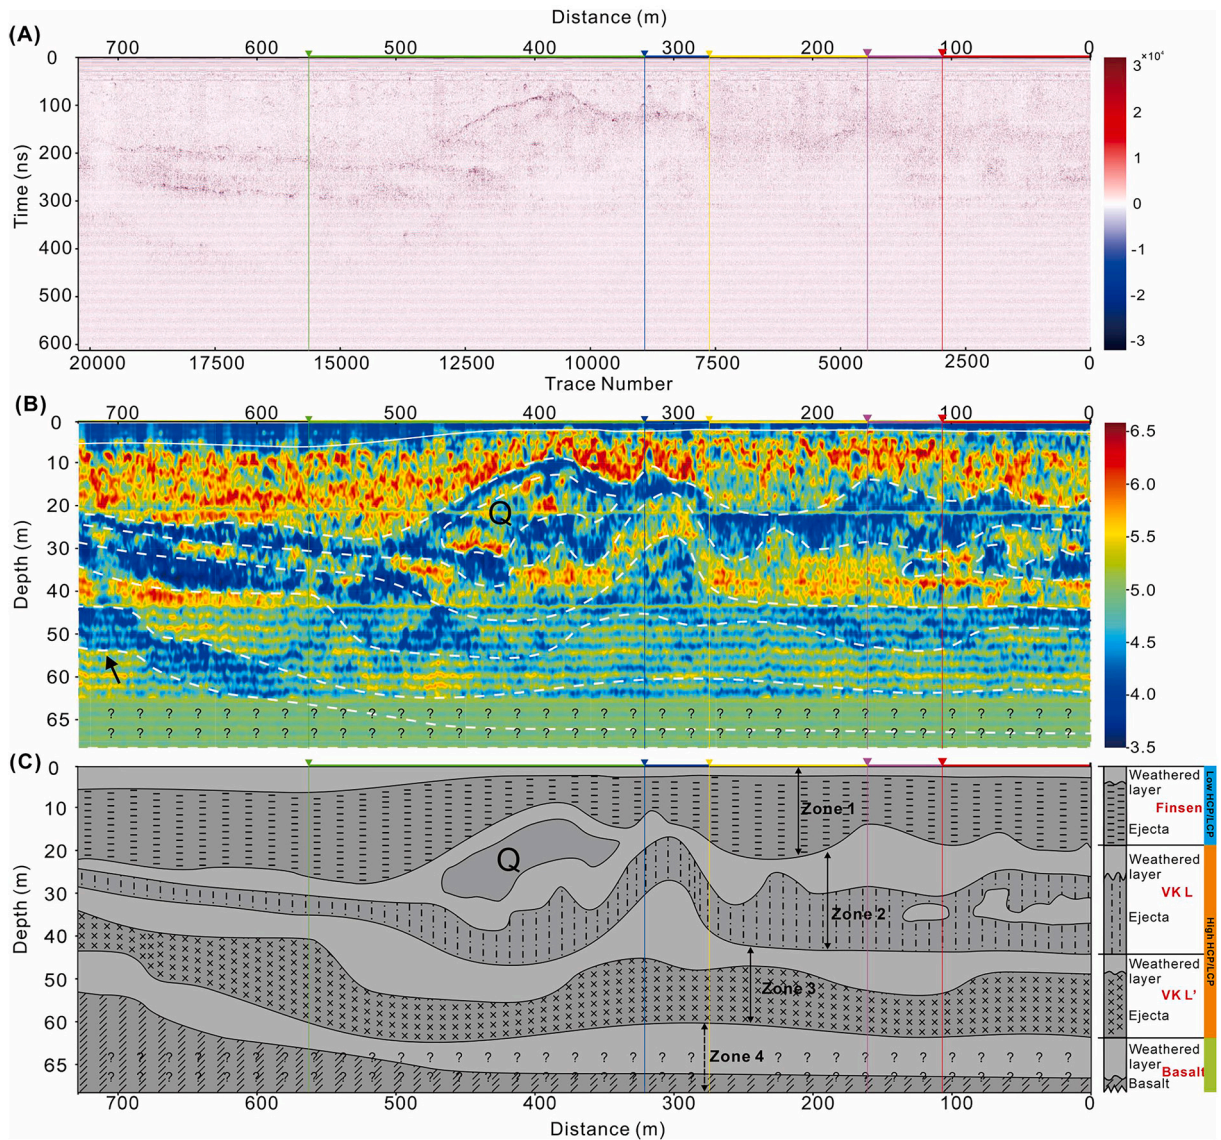 Distance (m)
(A)
700 600 500 400 300 200 100 0
0
100
200
300
400
500
600
Time (ns)
3 ×10⁴
2
1
0
-1
-2
-3
20000 17500 15000 12500 10000 7500 5000 2500 0
Trace Number
(B)
700 600 500 400 300 200 100 0
0
10
20
30
40
50
60
65
Depth (m)
Q
? ? ? ? ? ? ? ? ? ? ? ? ? ? ? ? ? ? ? ? ? ? ? ? ? ? ? ? ? ? ? ? ? ?
? ? ? ? ? ? ? ? ? ? ? ? ? ? ? ? ? ? ? ? ? ? ? ? ? ? ? ? ? ? ? ? ? ?
6.5
6.0
5.5
5.0
4.5
4.0
3.5
(C)
0
10
20
30
40
50
60
65
Depth (m)
Q
Zone 1
Zone 2
Zone 3
Zone 4
? ? ? ? ? ? ? ? ? ? ? ? ? ? ? ? ? ? ? ? ? ? ? ? ? ? ? ? ? ? ? ? ?
? ? ? ? ? ? ? ? ? ? ? ? ? ? ? ? ? ? ? ? ? ? ? ? ? ? ? ? ? ? ? ? ?
Weathered
layer
Finsen
Ejecta
Low HCP/LCP
Weathered
layer
VK L
Ejecta
High HCP/LCP
Weathered
layer
VK L'
Ejecta
Weathered
layer
Basalt
Basalt
700 600 500 400 300 200 100 0
Distance (m)